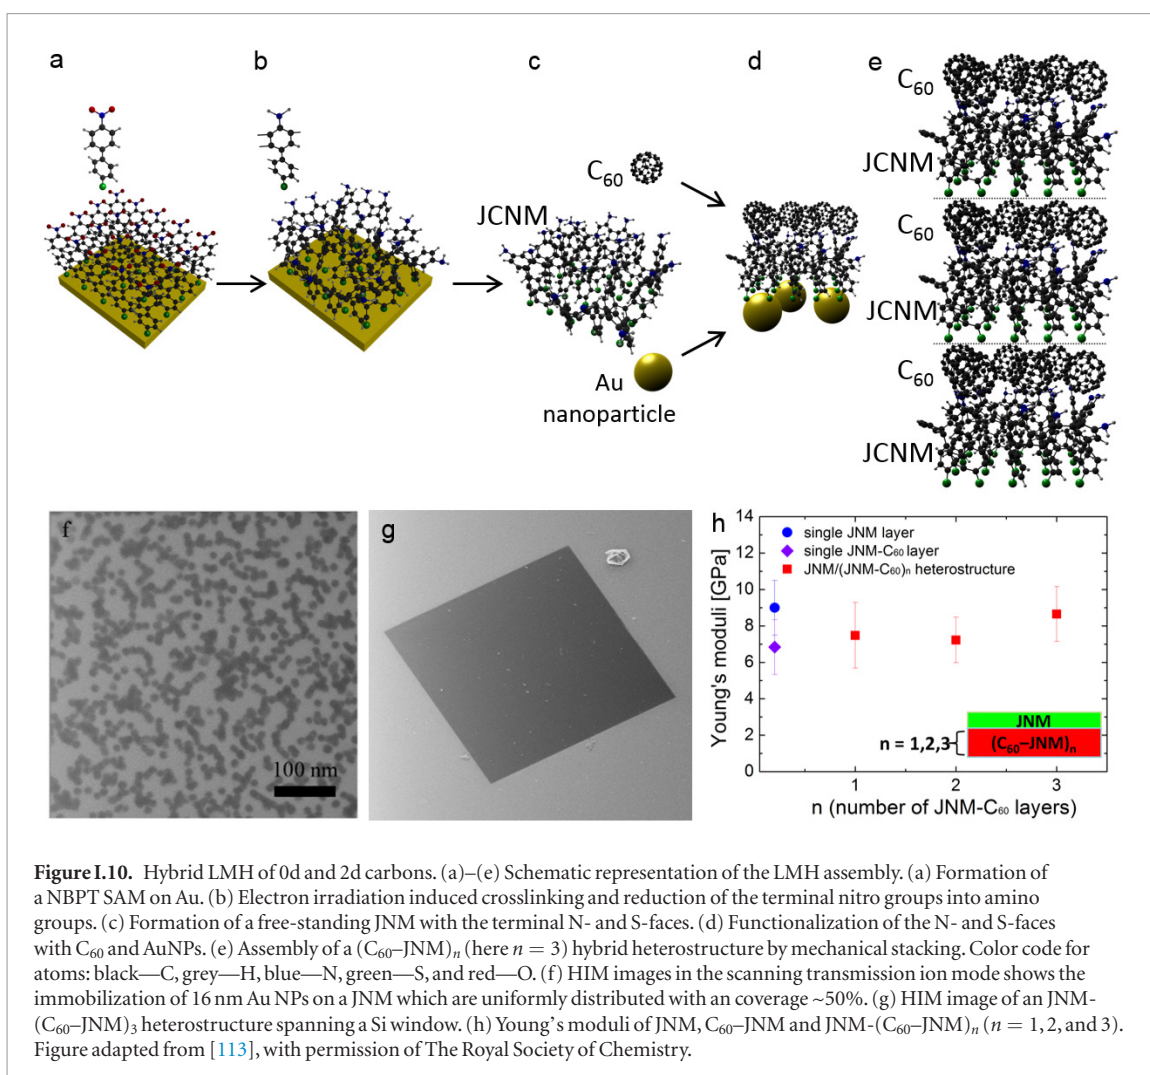 a
b
c
d
e
C₆₀
JCNM
Au
nanoparticle
C₆₀
JCNM
C₆₀
JCNM
C₆₀
JCNM
f
100 nm
g
h
14
12
10
8
6
4
2
0
Young's moduli [GPa]
single JNM layer
single JNM-C₆₀ layer
JNM/(JNM-C₆₀)ₙ heterostructure
JNM
n = 1,2,3
(C₆₀–JNM)ₙ
1
2
3
n (number of JNM-C₆₀ layers)
Figure I.10. Hybrid LMH of 0d and 2d carbons. (a)–(e) Schematic representation of the LMH assembly. (a) Formation of
a NBPT SAM on Au. (b) Electron irradiation induced crosslinking and reduction of the terminal nitro groups into amino
groups. (c) Formation of a free-standing JNM with the terminal N- and S-faces. (d) Functionalization of the N- and S-faces
with C₆₀ and AuNPs. (e) Assembly of a (C₆₀–JNM)ₙ (here n = 3) hybrid heterostructure by mechanical stacking. Color code for
atoms: black—C, grey—H, blue—N, green—S, and red—O. (f) HIM images in the scanning transmission ion mode shows the
immobilization of 16 nm Au NPs on a JNM which are uniformly distributed with an coverage ~50%. (g) HIM image of an JNM-
(C₆₀–JNM)₃ heterostructure spanning a Si window. (h) Young's moduli of JNM, C₆₀–JNM and JNM-(C₆₀–JNM)ₙ (n = 1, 2, and 3).
Figure adapted from [113], with permission of The Royal Society of Chemistry.